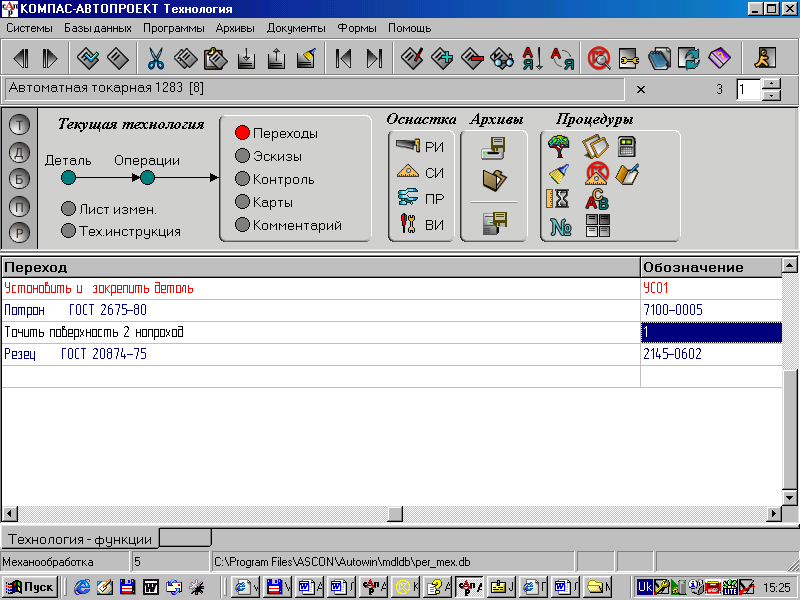 КОМПАС-АВТОПРОЕКТ Технология
Системы Базы данных Программы Архивы Документы Формы Помощь
Автоматная токарная 1283 [8] × 3 1
Текущая технология
Деталь Операции
Лист измен.
Тех.инструкция
Т
Д
Б
П
Р
Переходы
Эскизы
Контроль
Карты
Комментарий
Оснастка Архивы Процедуры
РИ
СИ
ПР
ВИ
Переход Обозначение
Установить и закрепить деталь УС01
Патрон ГОСТ 2675-80 7100-0005
Точить поверхность 2 напроход 1
Резец ГОСТ 20874-75 2145-0602
Технология - функции
Механообработка 5 C:\Program Files\ASCON\Autowin\mdldb\per_mex.db
Пуск Uk 15:25